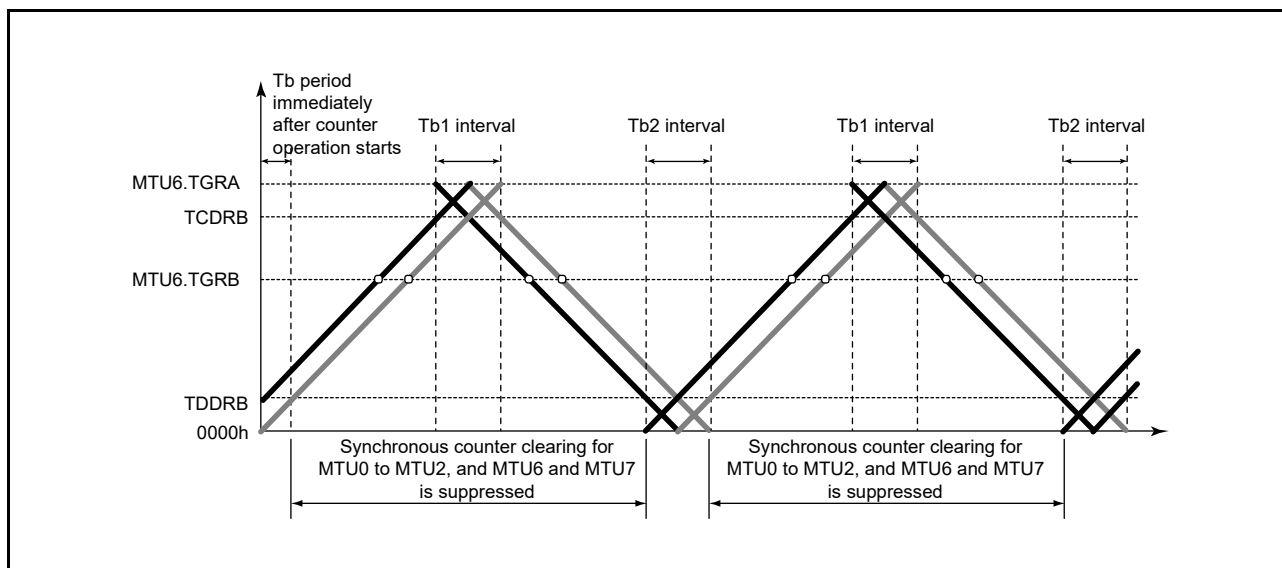 Tb period
immediately
after counter
operation starts
Tb1 interval
Tb2 interval
Tb1 interval
Tb2 interval
MTU6.TGRA
TCDRB
MTU6.TGRB
TDDRB
0000h
Synchronous counter clearing for
MTU0 to MTU2, and MTU6 and MTU7
is suppressed
Synchronous counter clearing for
MTU0 to MTU2, and MTU6 and MTU7
is suppressed